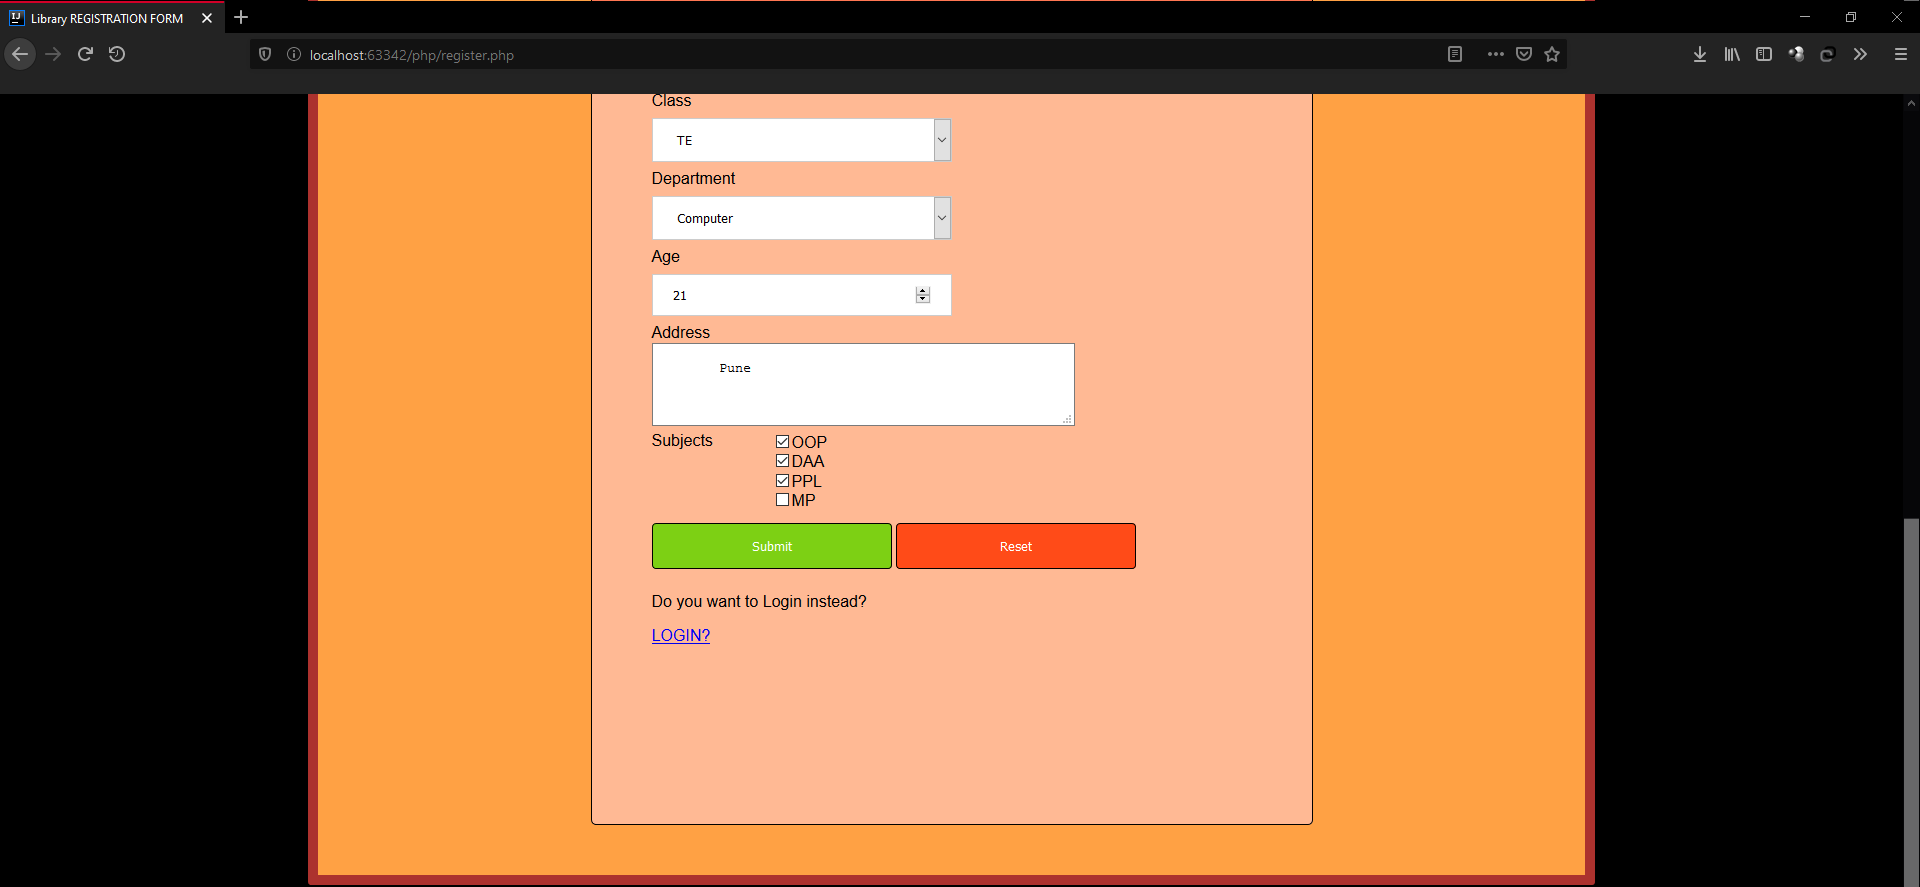 Library REGISTRATION FORM
localhost:63342/php/register.php
Class
TE
Department
Computer
Age
21
Address
Pune
Subjects
OOP
DAA
PPL
MP
Submit Reset
Do you want to Login instead?
LOGIN?